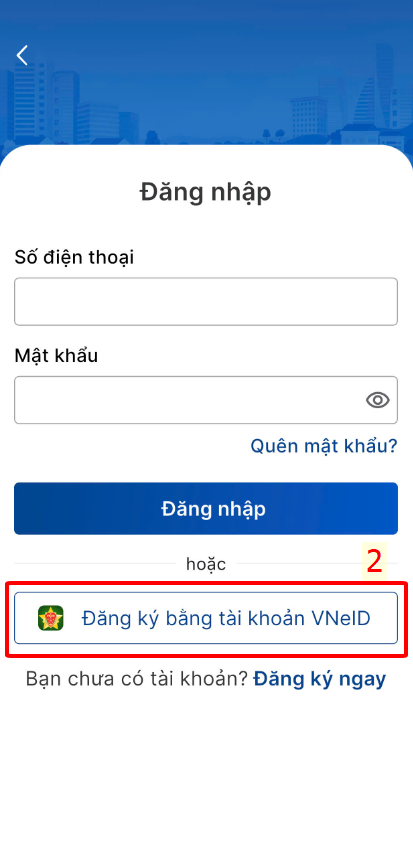 Đăng nhập
Số điện thoại
Mật khẩu
Quên mật khẩu?
Đăng nhập
hoặc
2
Đăng ký bằng tài khoản VNeID
Bạn chưa có tài khoản? Đăng ký ngay